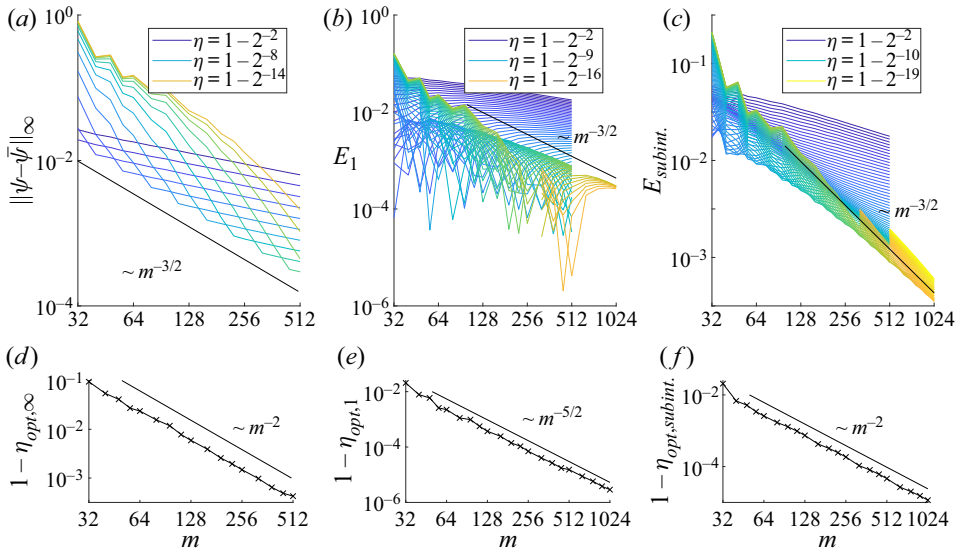 (a)
10⁰
10⁻²
10⁻⁴
||ψ–ψ̄||∞
η = 1 – 2⁻²
η = 1 – 2⁻⁸
η = 1 – 2⁻¹⁴
~ m⁻³/²
32 64 128 256 512
(b)
10⁻²
10⁻⁴
10⁻⁶
E₁
η = 1 – 2⁻²
η = 1 – 2⁻⁹
η = 1 – 2⁻¹⁶
~ m⁻³/²
32 64 128 256 512 1024
(c)
10⁻¹
10⁻²
10⁻³
E_subint.
η = 1 – 2⁻²
η = 1 – 2⁻¹⁰
η = 1 – 2⁻¹⁹
~ m⁻³/²
32 64 128 256 512 1024
(d)
10⁻¹
10⁻²
10⁻³
1 – η_opt,∞
~ m⁻²
32 64 128 256 512
m
(e)
10⁻²
10⁻⁴
10⁻⁶
1 – η_opt,1
~ m⁻⁵/²
32 64 128 256 512 1024
m
(f)
10⁻²
10⁻⁴
1 – η_opt,subint.
~ m⁻²
32 64 128 256 512 1024
m